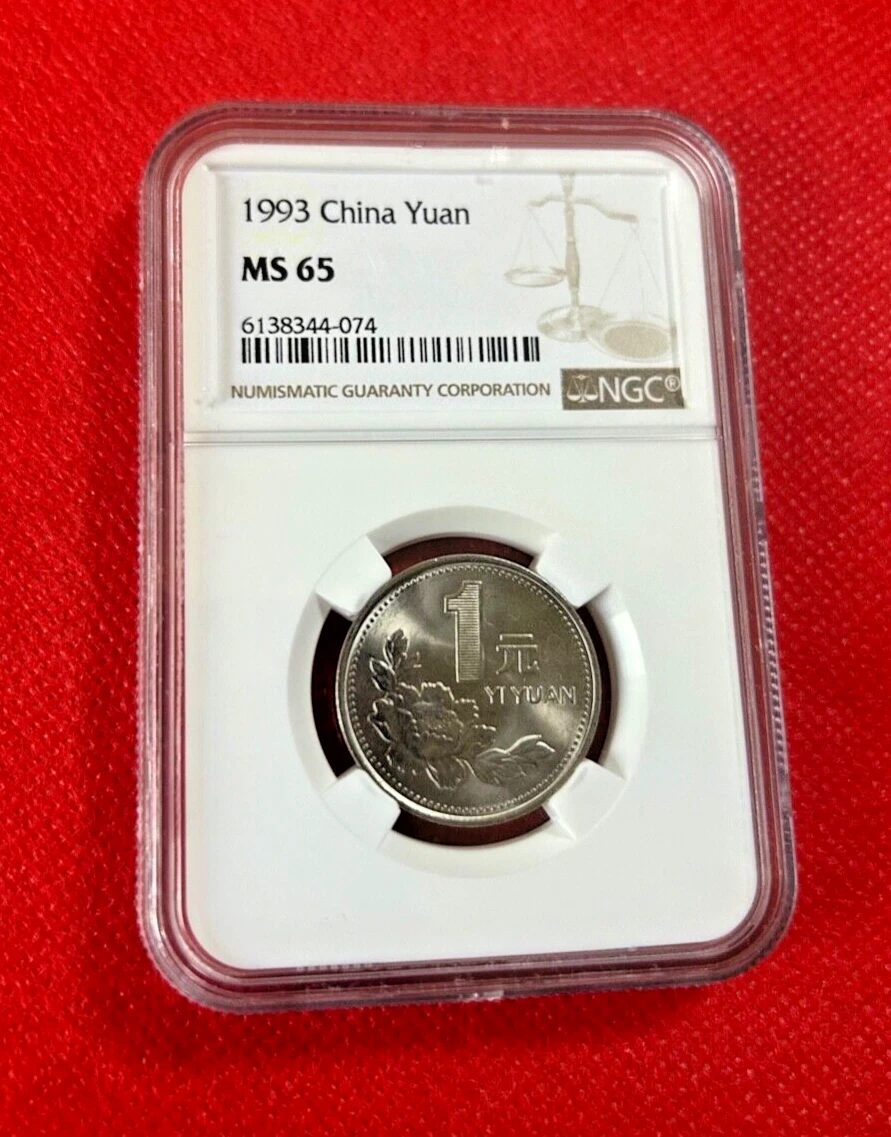 1993 China Yuan
MS 65
6138344-074
NUMISMATIC GUARANTY CORPORATION
NGC®
1
元
YI YUAN